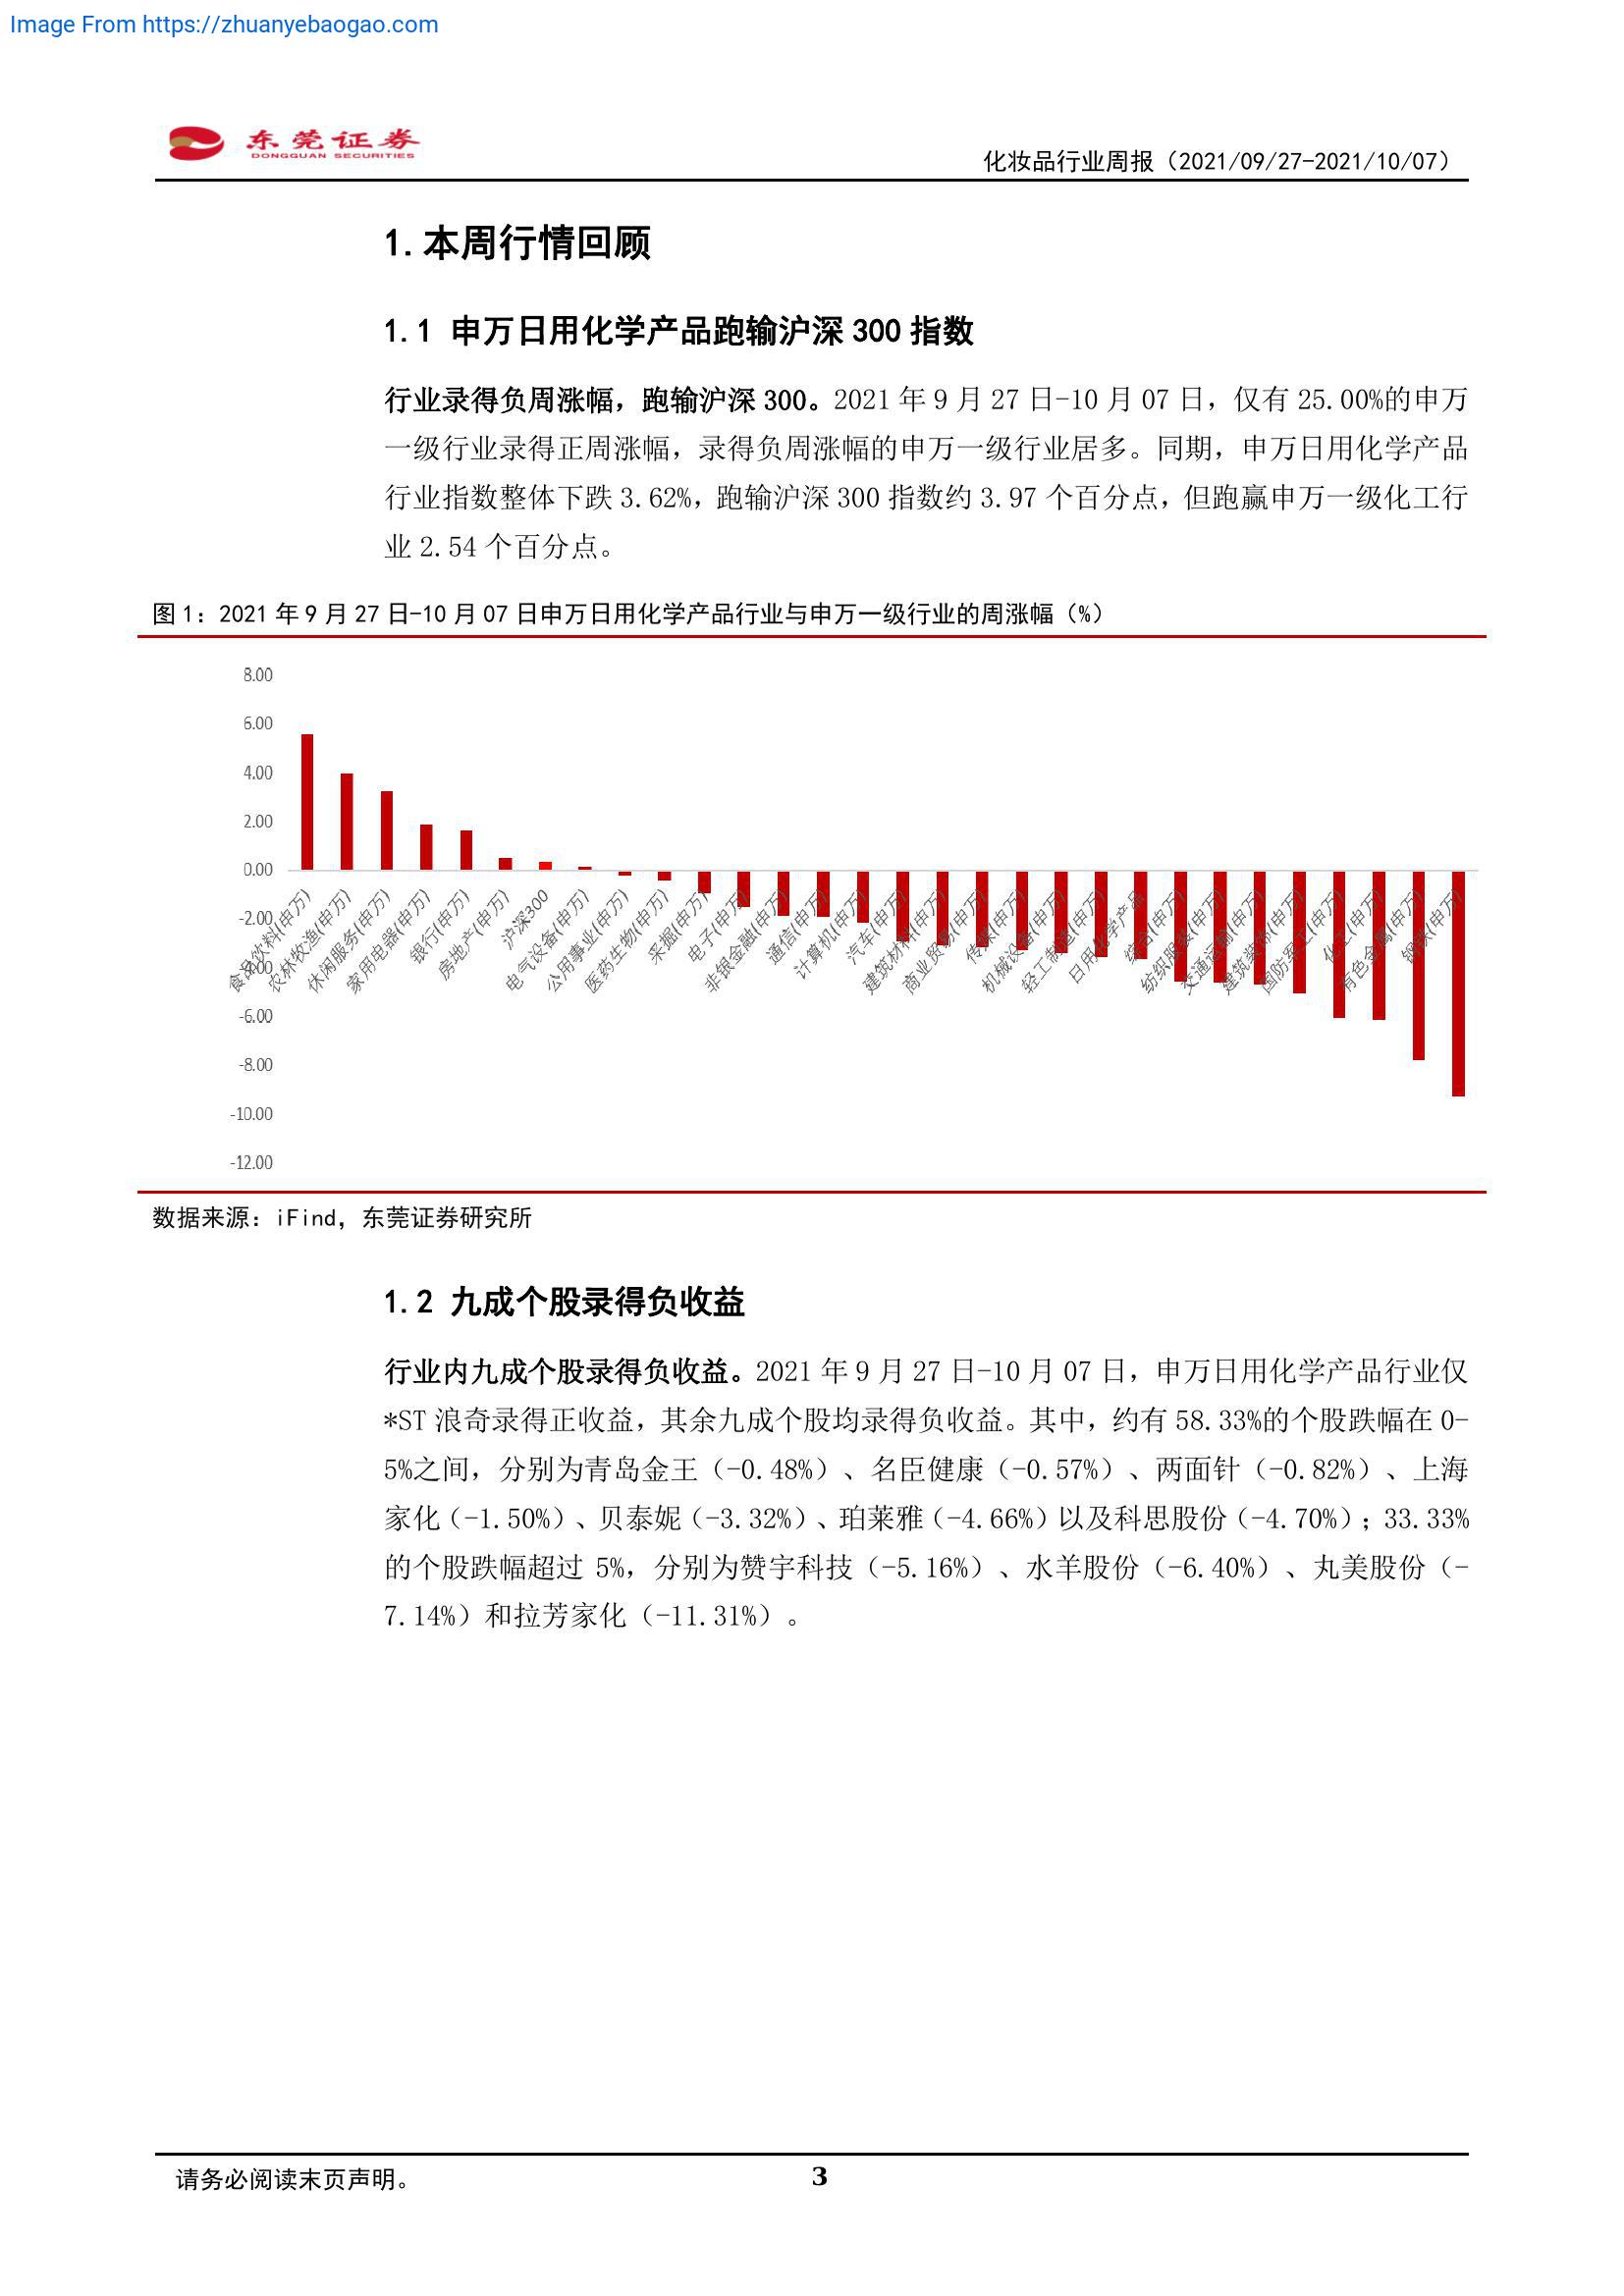 Image From https://zhuanyebaogao.com
东莞证券
DONGGUAN SECURITIES
化妆品行业周报（2021/09/27-2021/10/07）
1.本周行情回顾
1.1 申万日用化学产品跑输沪深 300 指数
行业录得负周涨幅，跑输沪深 300。2021 年 9 月 27 日-10 月 07 日，仅有 25.00%的申万
一级行业录得正周涨幅，录得负周涨幅的申万一级行业居多。同期，申万日用化学产品
行业指数整体下跌 3.62%，跑输沪深 300 指数约 3.97 个百分点，但跑赢申万一级化工行
业 2.54 个百分点。
图 1：2021 年 9 月 27 日-10 月 07 日申万日用化学产品行业与申万一级行业的周涨幅（%）
8.00
6.00
4.00
2.00
0.00
-2.00
-4.00
-6.00
-8.00
-10.00
-12.00
食品饮料(申万)
农林牧渔(申万)
休闲服务(申万)
家用电器(申万)
银行(申万)
房地产(申万)
沪深300
电气设备(申万)
公用事业(申万)
医药生物(申万)
采掘(申万)
电子(申万)
非银金融(申万)
通信(申万)
计算机(申万)
汽车(申万)
建筑材料(申万)
商业贸易(申万)
传媒(申万)
机械设备(申万)
轻工制造(申万)
日用化学产品
综合(申万)
纺织服装(申万)
交通运输(申万)
建筑装饰(申万)
国防军工(申万)
化工(申万)
有色金属(申万)
钢铁(申万)
数据来源：iFind，东莞证券研究所
1.2 九成个股录得负收益
行业内九成个股录得负收益。2021 年 9 月 27 日-10 月 07 日，申万日用化学产品行业仅
*ST 浪奇录得正收益，其余九成个股均录得负收益。其中，约有 58.33%的个股跌幅在 0-
5%之间，分别为青岛金王（-0.48%）、名臣健康（-0.57%）、两面针（-0.82%）、上海
家化（-1.50%）、贝泰妮（-3.32%）、珀莱雅（-4.66%）以及科思股份（-4.70%）；33.33%
的个股跌幅超过 5%，分别为赞宇科技（-5.16%）、水羊股份（-6.40%）、丸美股份（-
7.14%）和拉芳家化（-11.31%）。
请务必阅读末页声明。
3